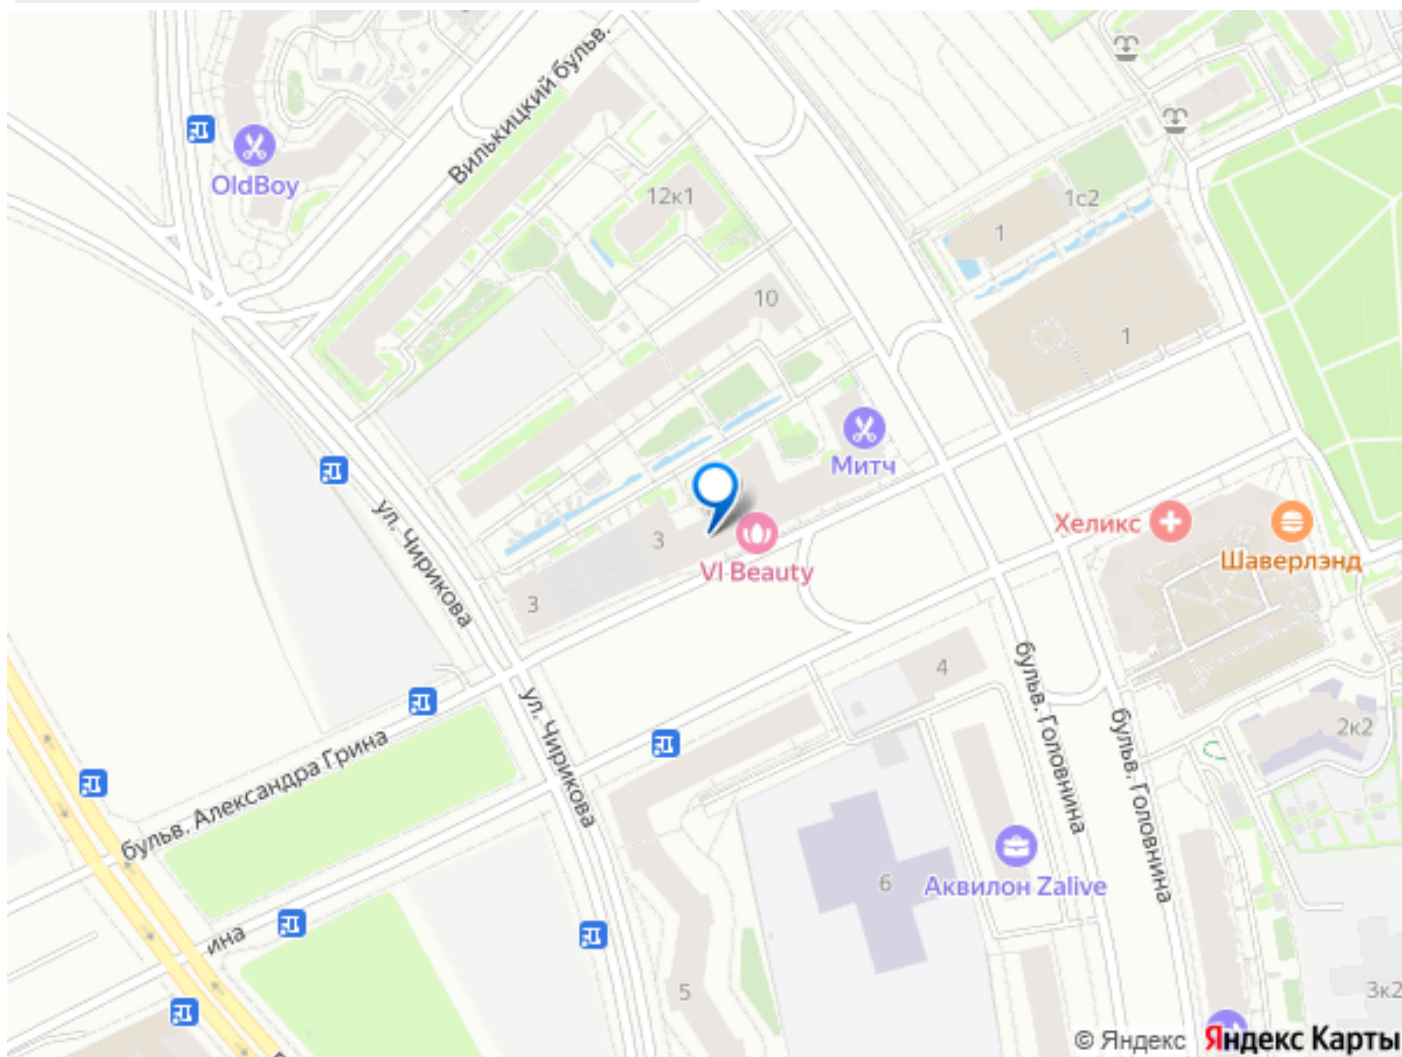 Вилькицкий бульв.
OldBoy
12к1
1с2
1
10
1
Митч
ул. Чирикова
3
VI Beauty
Хеликс
Шаверлэнд
3
4
бульв. Головнина
ул. Чирикова
бульв. Головнина
2к2
бульв. Александра Грина
6
Аквилон Zalive
ина
5
3к2
© Яндекс Яндекс Карты